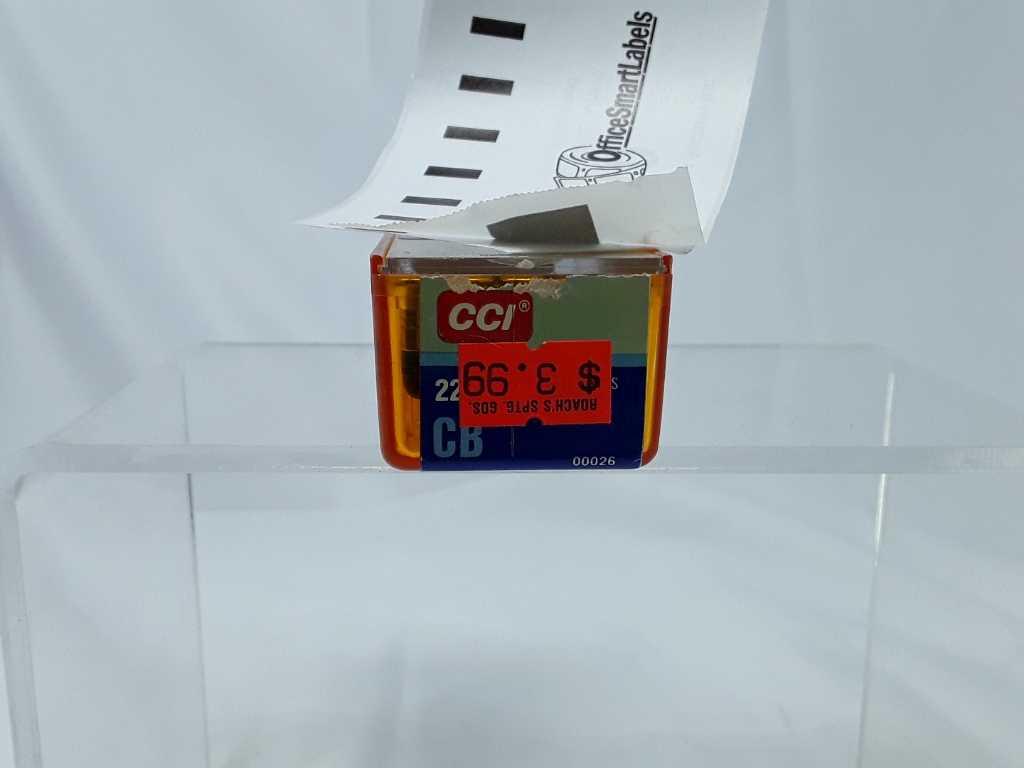 OfficeSmartLabels
CCI®
$ 3.99
ROACH'S SPTG. GDS.
22
CB
00026